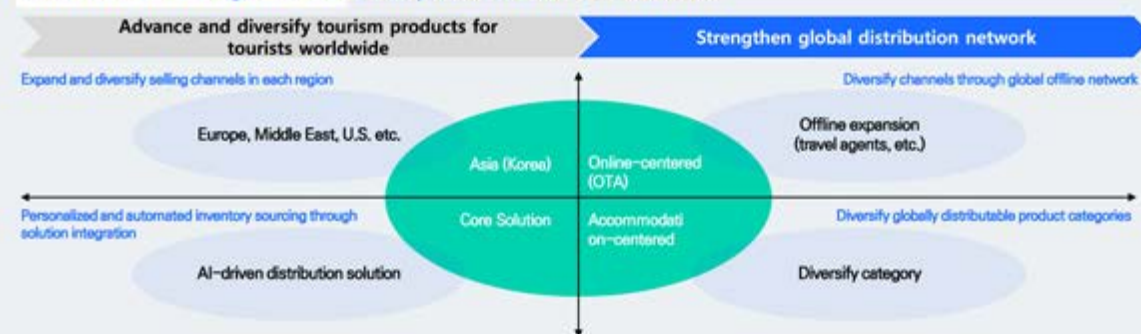 Advance and diversify tourism products for
tourists worldwide
Strengthen global distribution network
Expand and diversify selling channels in each region
Diversify channels through global offline network
Europe, Middle East, U.S. etc.
Offline expansion
(travel agents, etc.)
Asia (Korea)
Online-centered
(OTA)
Personalized and automated inventory sourcing through
solution integration
Core Solution
Accommodati
on-centered
Diversify globally distributable product categories
AI-driven distribution solution
Diversify category